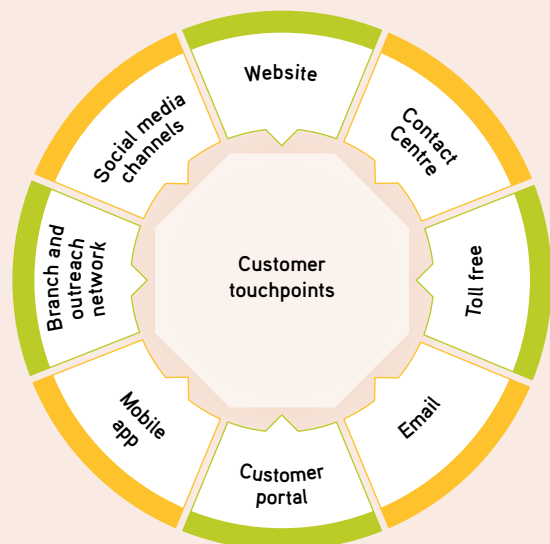 Website
Contact
Centre
Toll free
Email
Customer
portal
Mobile
app
Branch and
outreach
network
Social media
channels
Customer
touchpoints